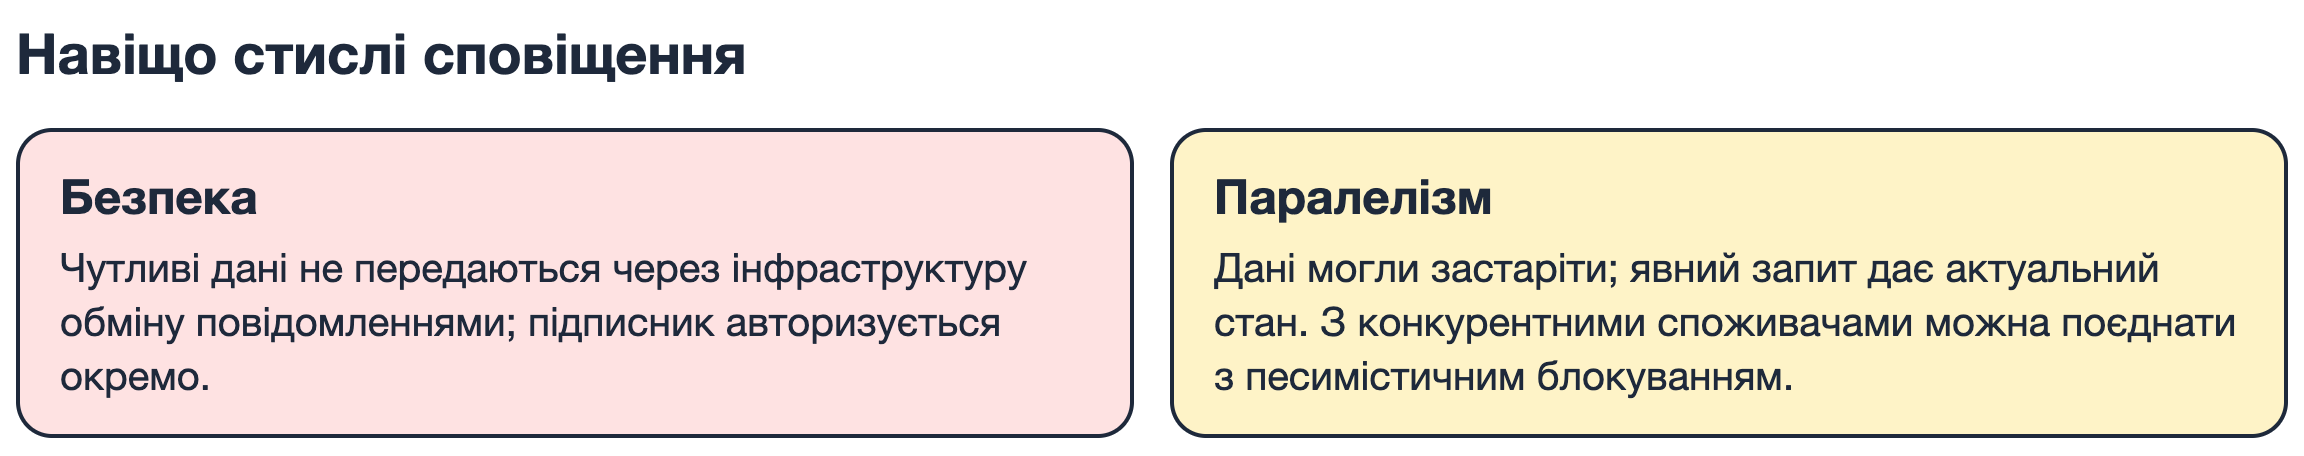 Навіщо стислі сповіщення
Безпека
Чутливі дані не передаються через інфраструктуру
обміну повідомленнями; підписник авторизується
окремо.
Паралелізм
Дані могли застаріти; явний запит дає актуальний
стан. З конкурентними споживачами можна поєднати
з песимістичним блокуванням.